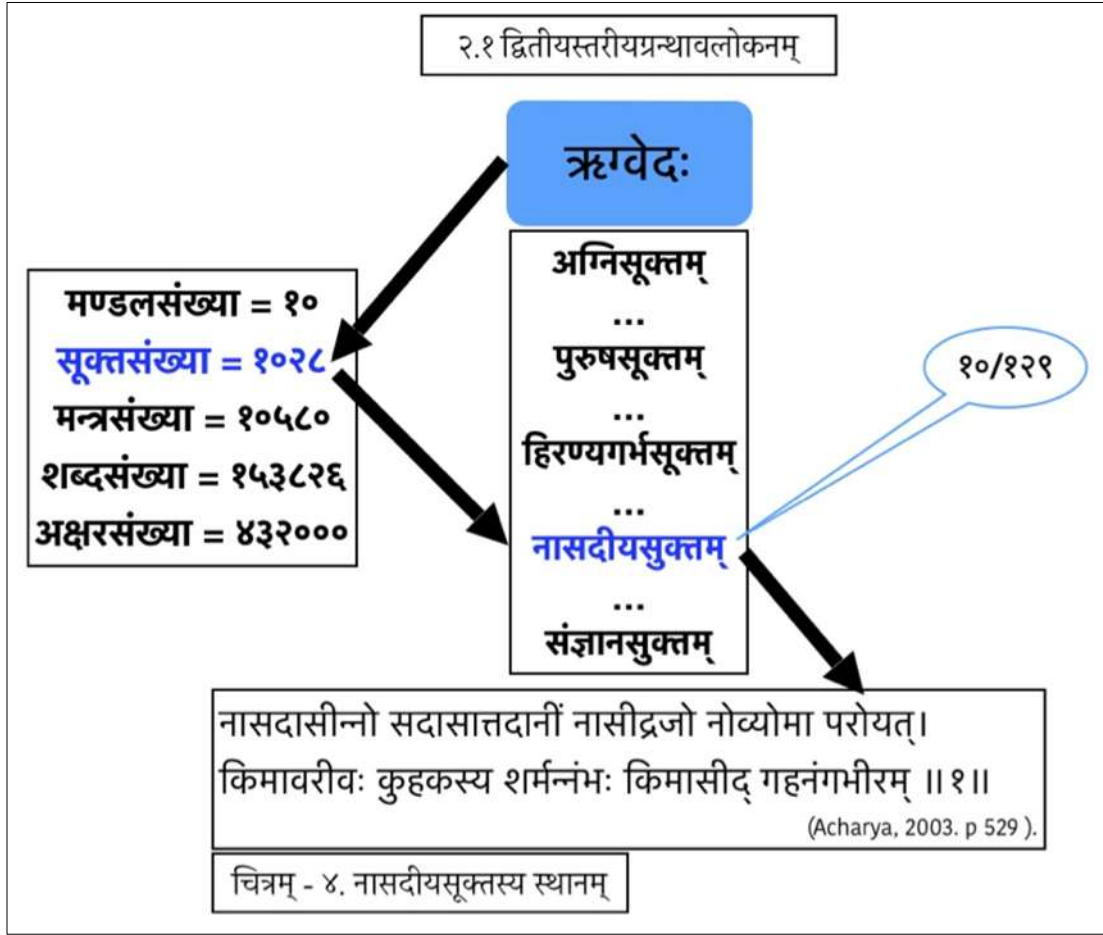 २.१ द्वितीयस्तरीयग्रन्थावलोकनम्
ऋग्वेदः
मण्डलसंख्या = १०
सूक्तसंख्या = १०२८
मन्त्रसंख्या = १०५८०
शब्दसंख्या = १५३८२६
अक्षरसंख्या = ४३२०००
अग्निसूक्तम्
...
पुरुषसूक्तम्
...
हिरण्यगर्भसूक्तम्
...
नासदीयसुक्तम्
...
संज्ञानसुक्तम्
१०/१२९
नासदासीन्नो सदासात्तदानीं नासीद्रजो नोव्योमा परोयत्।
किमावरीवः कुहकस्य शर्मन्नंभः किमासीद् गहनंगभीरम् ॥१॥
(Acharya, 2003. p 529 ).
चित्रम् - ४. नासदीयसूक्तस्य स्थानम्